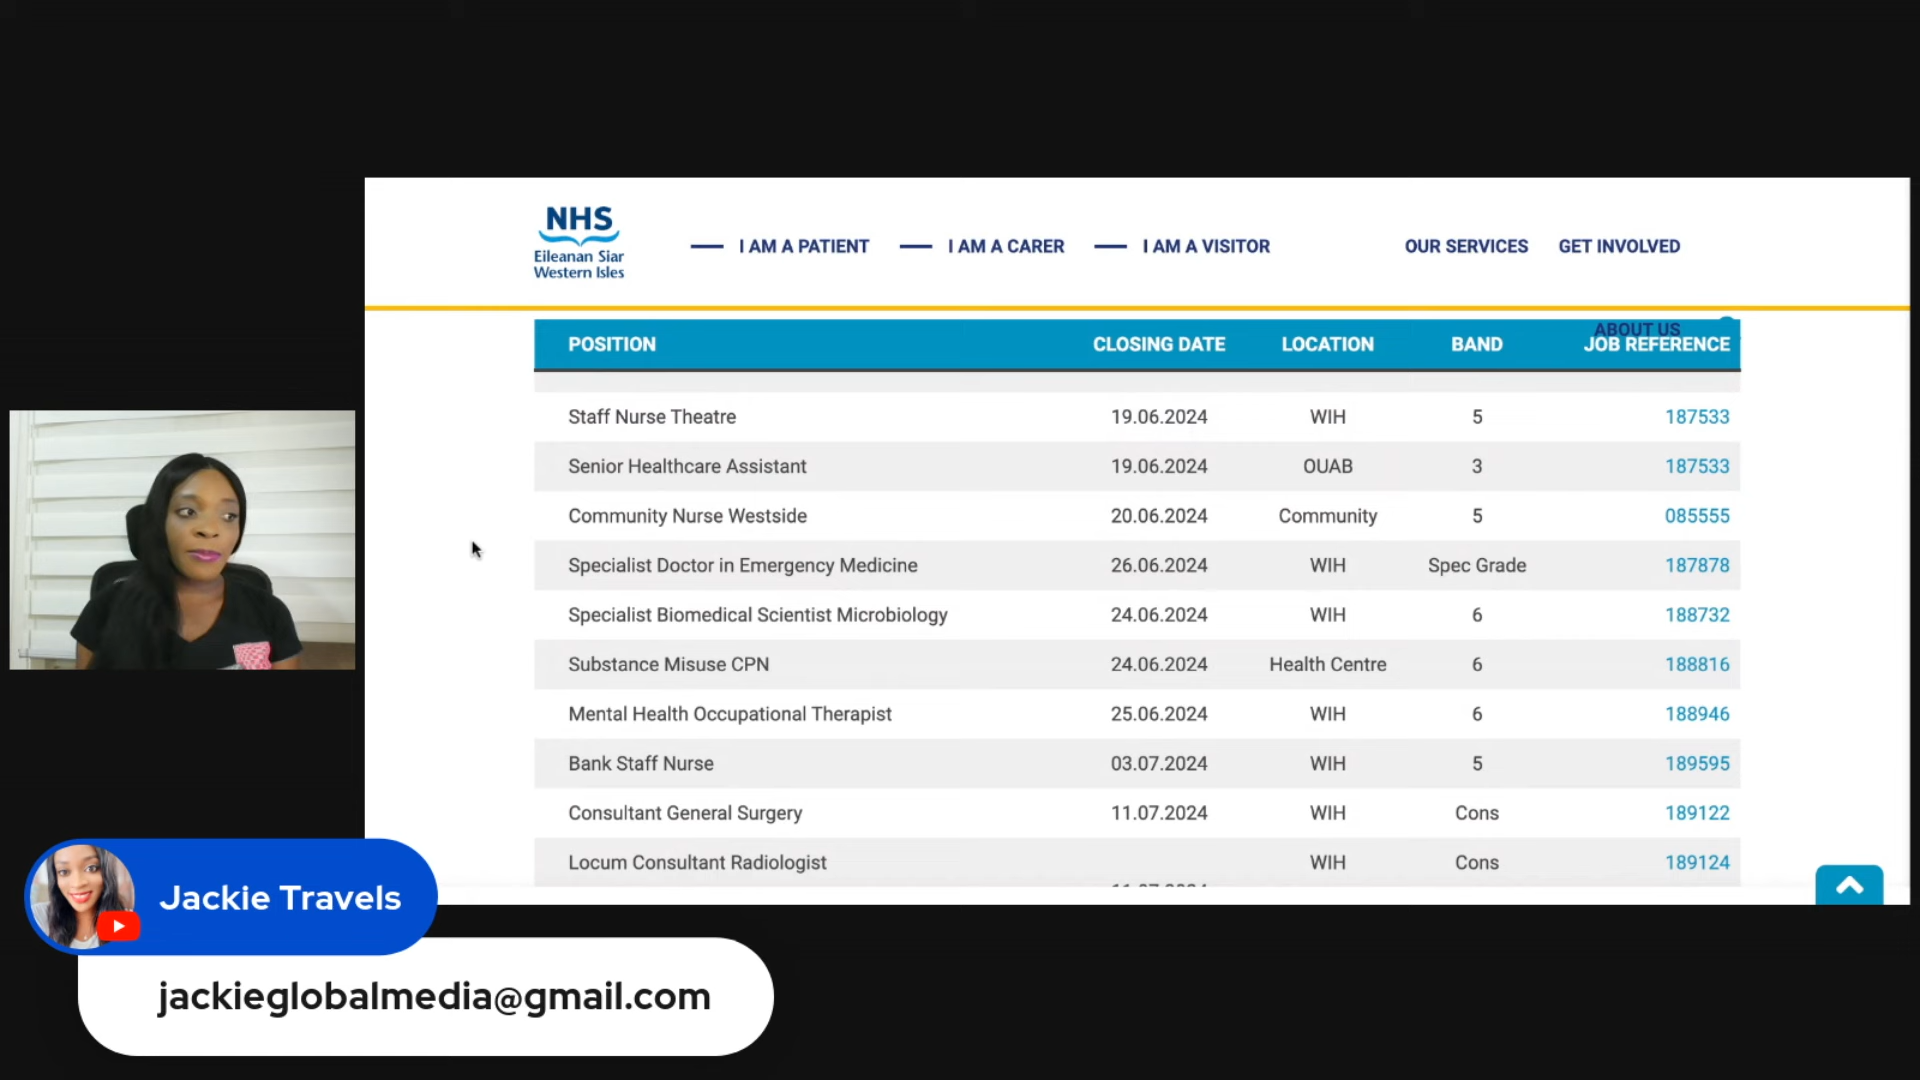 NHS
Eileanan Siar
Western Isles
I AM A PATIENT
I AM A CARER
I AM A VISITOR
OUR SERVICES
GET INVOLVED
ABOUT US
POSITION CLOSING DATE LOCATION BAND JOB REFERENCE
Staff Nurse Theatre 19.06.2024 WIH 5 187533
Senior Healthcare Assistant 19.06.2024 OUAB 3 187533
Community Nurse Westside 20.06.2024 Community 5 085555
Specialist Doctor in Emergency Medicine 26.06.2024 WIH Spec Grade 187878
Specialist Biomedical Scientist Microbiology 24.06.2024 WIH 6 188732
Substance Misuse CPN 24.06.2024 Health Centre 6 188816
Mental Health Occupational Therapist 25.06.2024 WIH 6 188946
Bank Staff Nurse 03.07.2024 WIH 5 189595
Consultant General Surgery 11.07.2024 WIH Cons 189122
Locum Consultant Radiologist WIH Cons 189124
Jackie Travels
jackieglobalmedia@gmail.com